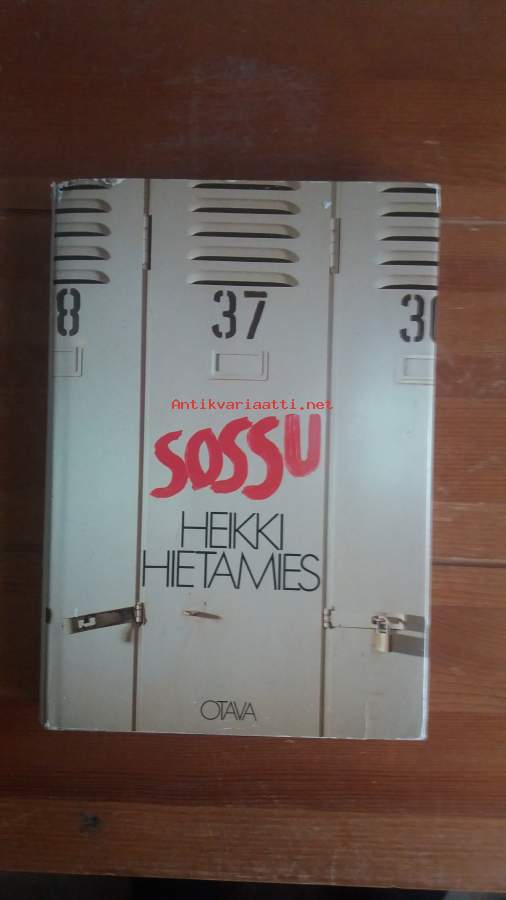 8 37 3
Antikvariaatti.net
SOSSU
HEIKKI
HIETAMIES
OTAVA